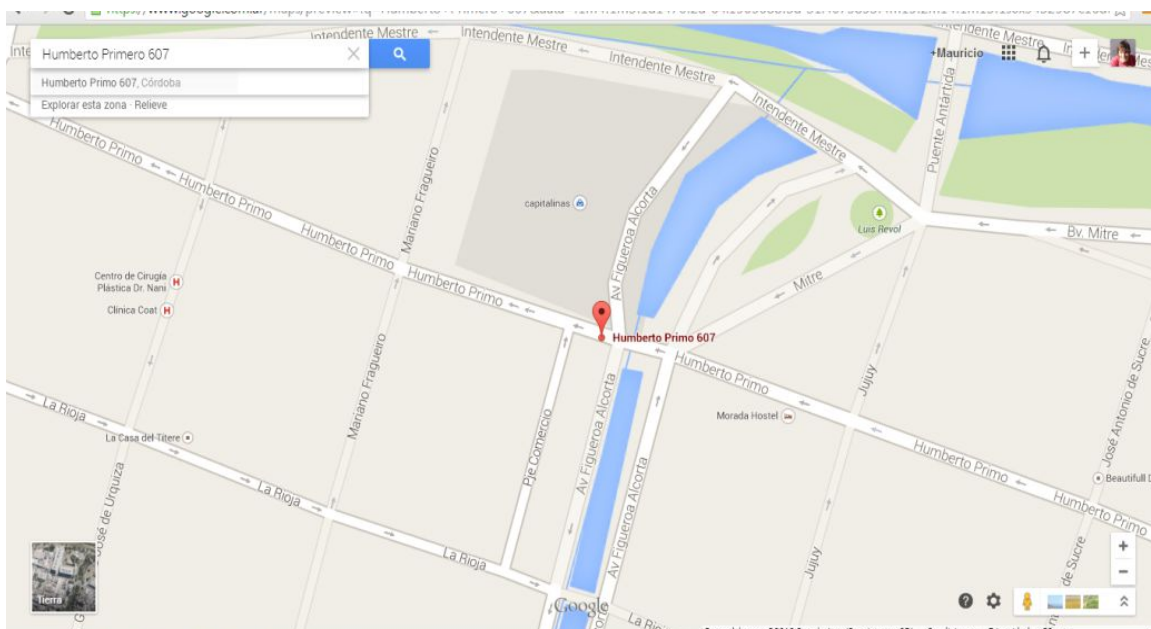 Humberto Primero 607
Humberto Primo 607, Córdoba
Explorar esta zona · Relieve
+Mauricio
Intendente Mestre
Intendente Mestre
Intendente Mestre
Intendente Mestre
Puente Antártida
Humberto Primo
Humberto Primo
Mariano Fragueiro
capitalinas
Av Figueroa Alcorta
Luis Revol
Bv. Mitre
Mitre
Humberto Primo
Humberto Primo
Centro de Cirugía
Plástica Dr. Nani
Clínica Coat
Humberto Primo 607
Humberto Primo
Mariano Fragueiro
Jujuy
José Antonio de Sucre
La Rioja
La Casa del Titere
Pje Comercio
Av Figueroa Alcorta
Morada Hostel
Humberto Primo
José de Urquiza
La Rioja
Av Figueroa Alcorta
Humberto Primo
Beautifull
La Rioja
Jujuy
de Sucre
Tierra
Google